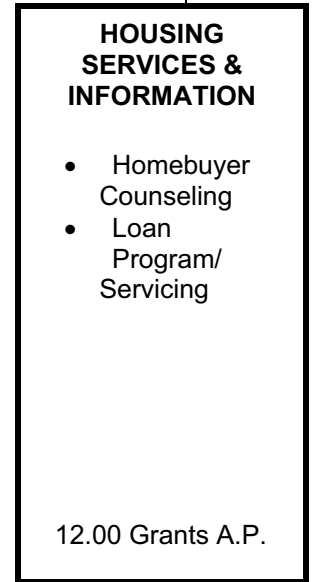 HOUSING
SERVICES &
INFORMATION
• Homebuyer
Counseling
• Loan
Program/
Servicing
12.00 Grants A.P.